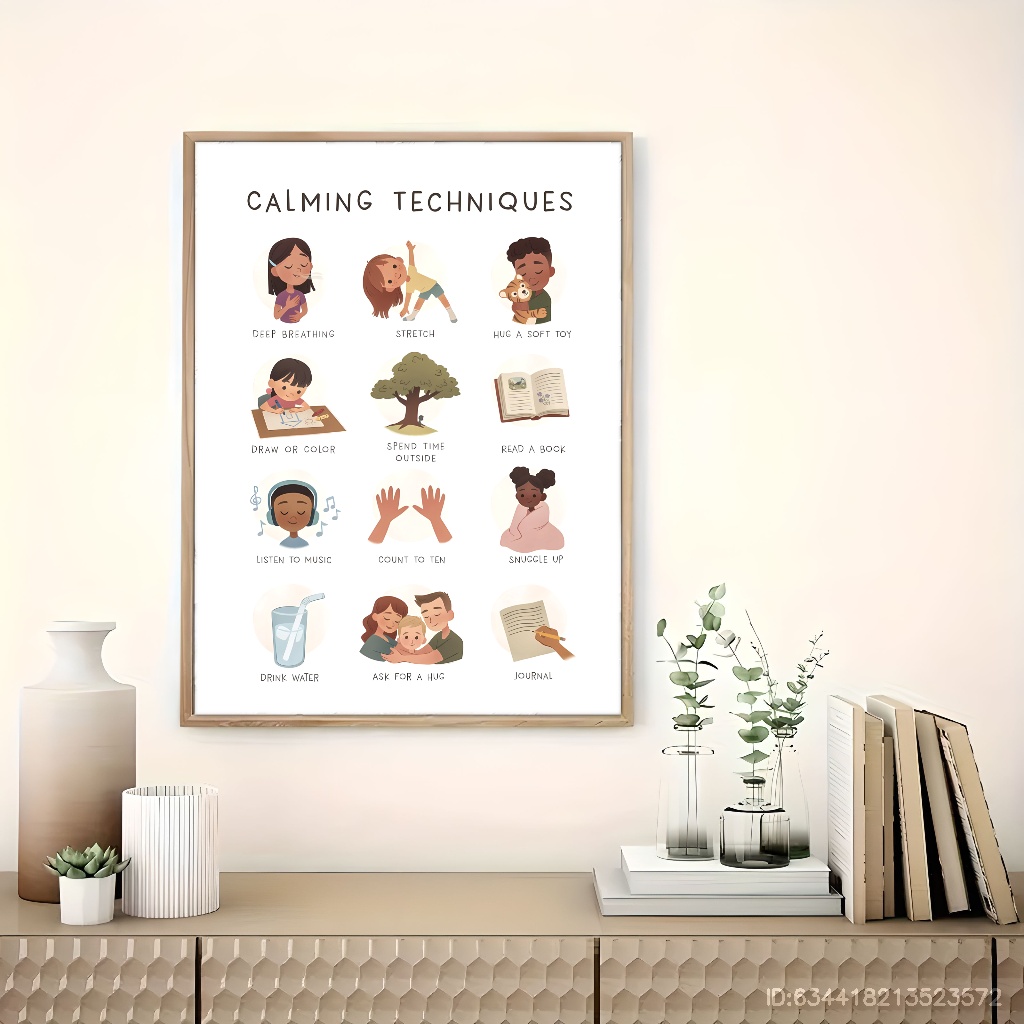 CALMING TECHNIQUES
DEEP BREATHING
STRETCH
HUG A SOFT TOY
DRAW OR COLOR
SPEND TIME
OUTSIDE
READ A BOOK
LISTEN TO MUSIC
COUNT TO TEN
SNUGGLE UP
DRINK WATER
ASK FOR A HUG
JOURNAL
ID:634418213523572